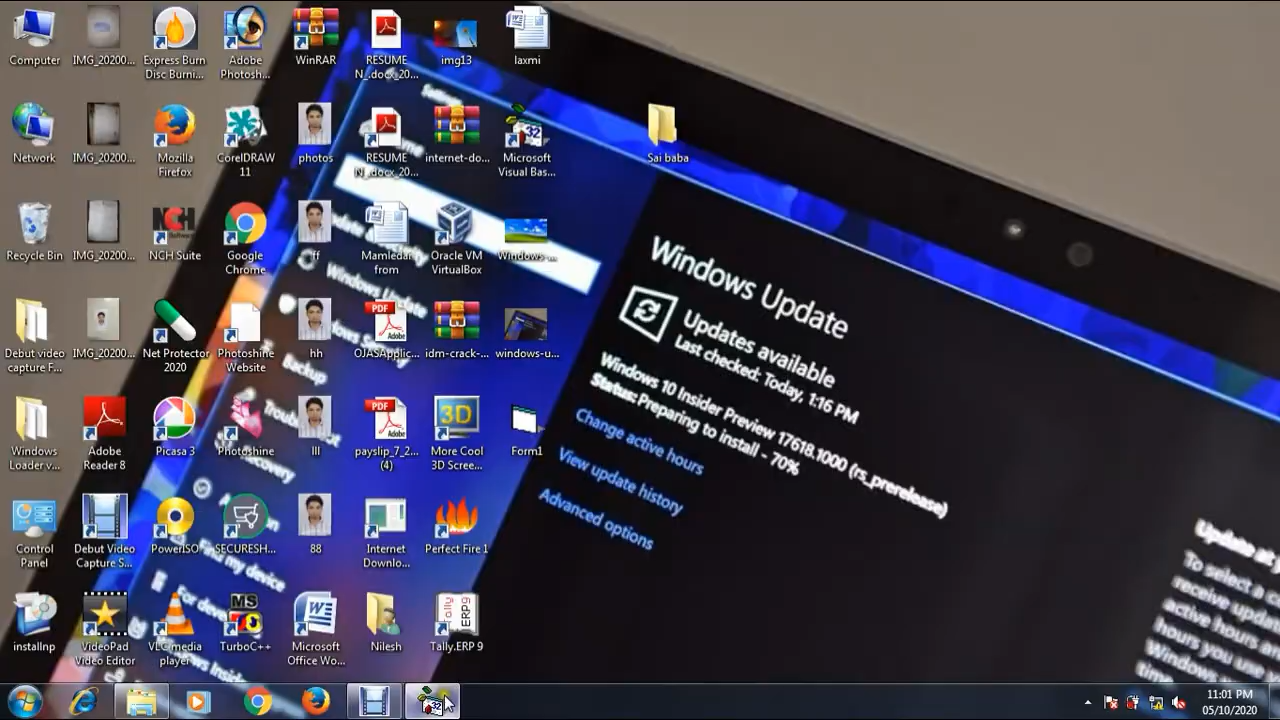 Computer
IMG_20200...
Express Burn
Disc Burni...
Adobe
Photosh...
WinRAR
RESUME
N_.docx_20...
img13
laxmi
Network
IMG_20200...
Mozilla
Firefox
CorelDRAW
11
photos
RESUME
N_.docx_20...
internet-do...
Microsoft
Visual Bas...
Sai baba
Recycle Bin
IMG_20200...
NCH Suite
Google
Chrome
ff
Mamledar
from
Oracle VM
VirtualBox
Windows-...
Debut video
capture F...
IMG_20200...
Net Protector
2020
Photoshine
Website
hh
OJASApplic...
idm-crack-...
windows-u...
Windows
Loader v...
Adobe
Reader 8
Picasa 3
Photoshine
lll
payslip_7_2...
(4)
More Cool
3D Scree...
Form1
Control
Panel
Debut Video
Capture S...
PowerISO
SECURESH...
88
Internet
Downlo...
Perfect Fire 1
installnp
VideoPad
Video Editor
VLC media
player
TurboC++
Microsoft
Office Wo...
Nilesh
Tally.ERP 9
Windows Update
Updates available
Last checked: Today, 1:16 PM
Windows 10 Insider Preview 17618.1000 (rs_prerelease)
Status: Preparing to install - 70%
Change active hours
View update history
Advanced options
Windows Update
Backup
11:01 PM
05/10/2020